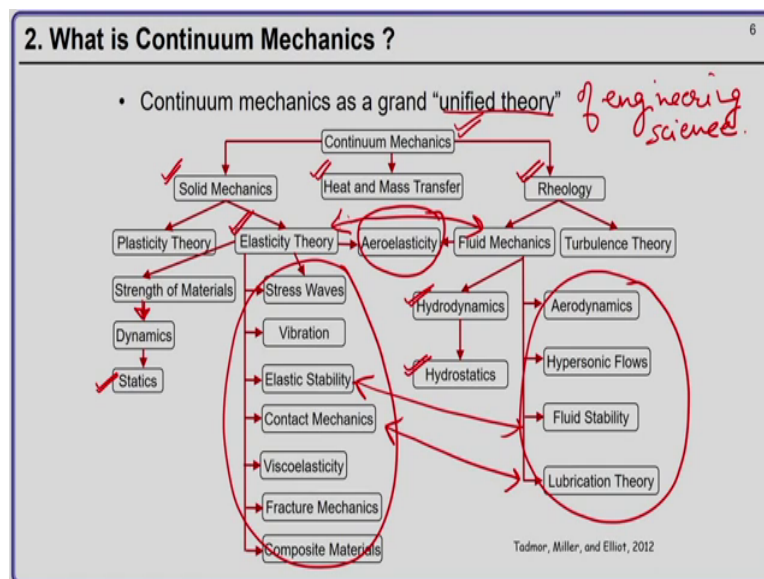 6
2. What is Continuum Mechanics ?
• Continuum mechanics as a grand “unified theory” of engineering
science.
Continuum Mechanics
Solid Mechanics
Heat and Mass Transfer
Rheology
Plasticity Theory
Elasticity Theory
Aeroelasticity
Fluid Mechanics
Turbulence Theory
Strength of Materials
Stress Waves
Hydrodynamics
Aerodynamics
Dynamics
Vibration
Hypersonic Flows
Statics
Elastic Stability
Hydrostatics
Contact Mechanics
Fluid Stability
Viscoelasticity
Lubrication Theory
Fracture Mechanics
Composite Materials
Tadmor, Miller, and Elliot, 2012